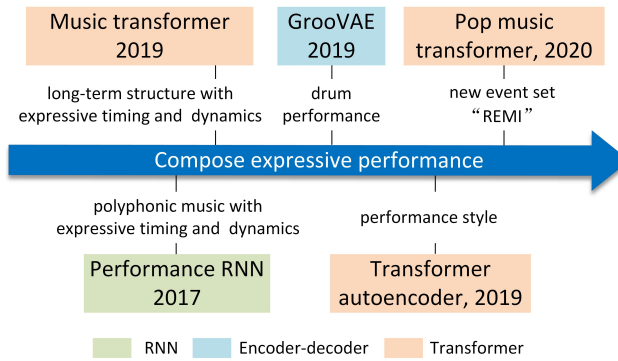 Music transformer
2019
GrooVAE
2019
Pop music
transformer, 2020
long-term structure with
expressive timing and dynamics
drum
performance
new event set
“REMI”
Compose expressive performance
polyphonic music with
expressive timing and dynamics
performance style
Performance RNN
2017
Transformer
autoencoder, 2019
RNN
Encoder-decoder
Transformer